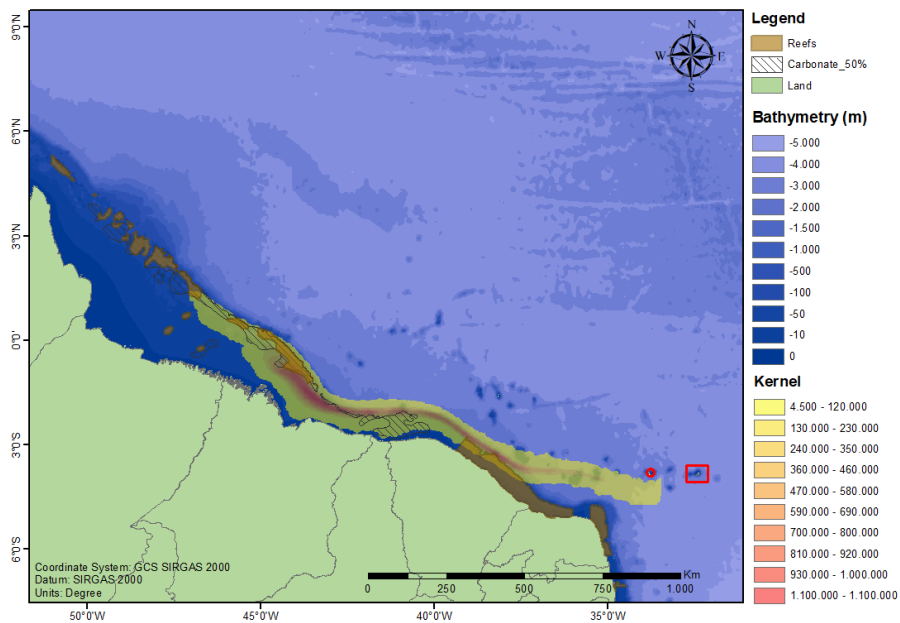 9°0'N
6°0'N
3°0'N
0°0'
3°0'S
6°0'S
N
W E
S
Coordinate System: GCS SIRGAS 2000
Datum: SIRGAS 2000
Units: Degree
Km
0 250 500 750 1.000
50°0'W 45°0'W 40°0'W 35°0'W
Legend
Reefs
Carbonate_50%
Land
Bathymetry (m)
-5.000
-4.000
-3.000
-2.000
-1.500
-1.000
-500
-100
-50
-10
0
Kernel
4.500 - 120.000
130.000 - 230.000
240.000 - 350.000
360.000 - 460.000
470.000 - 580.000
590.000 - 690.000
700.000 - 800.000
810.000 - 920.000
930.000 - 1.000.000
1.100.000 - 1.100.000